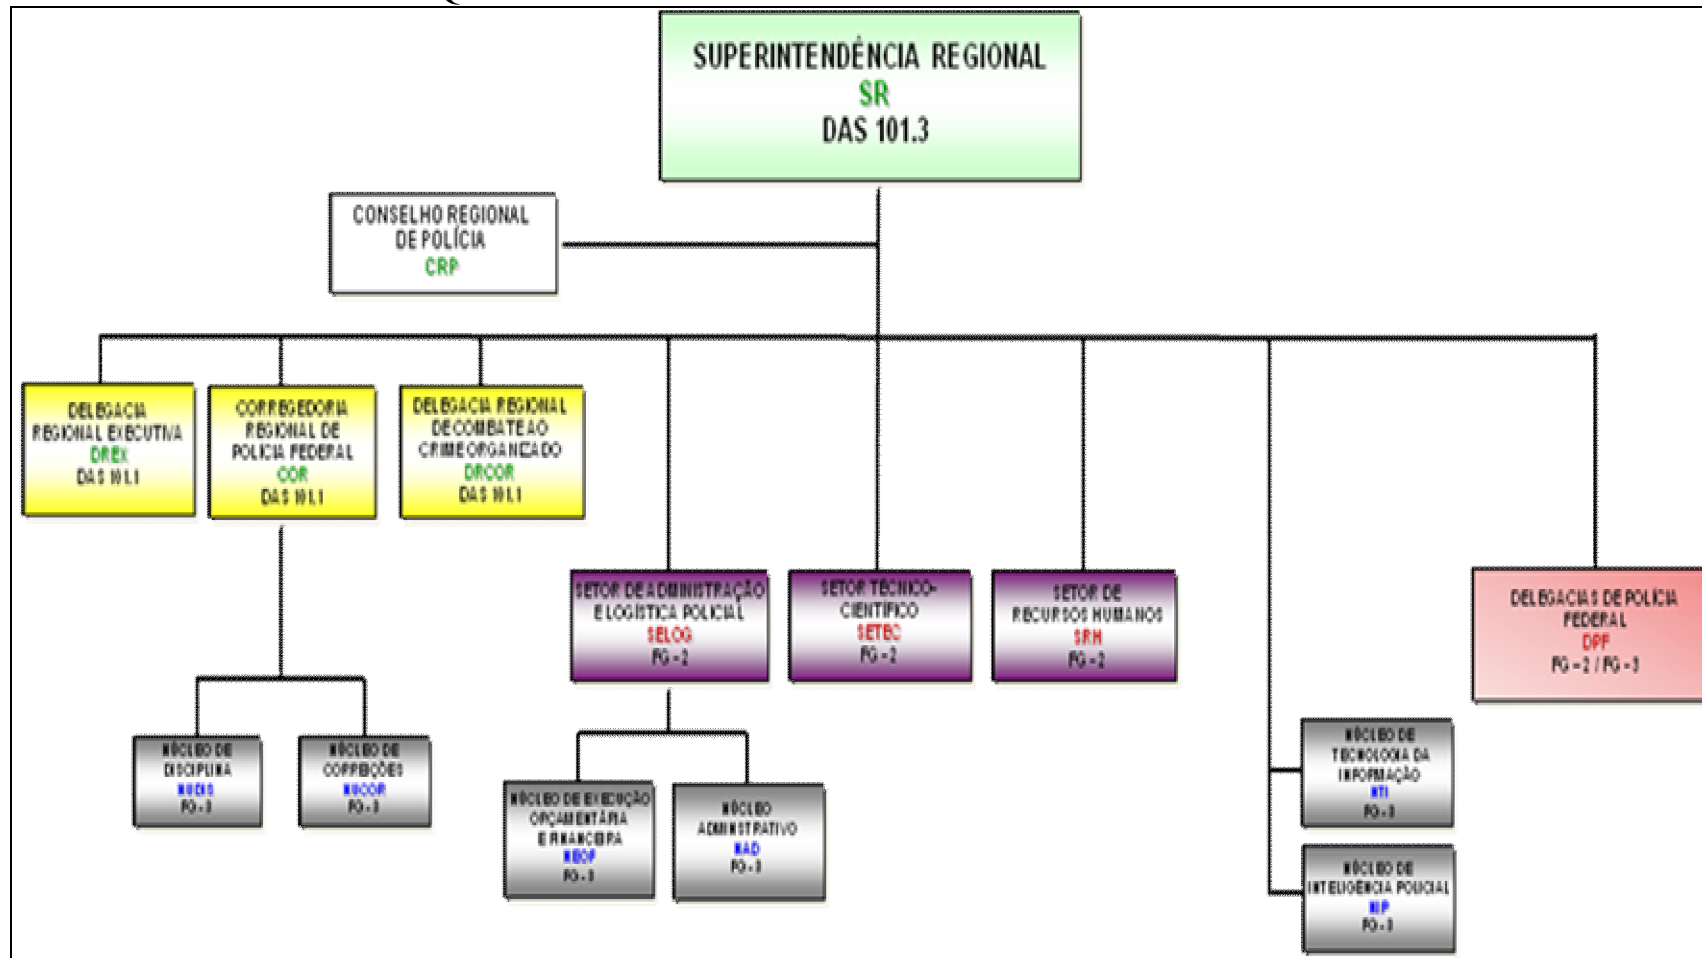 SUPERINTENDÊNCIA REGIONAL
SR
DAS 101.3
CONSELHO REGIONAL
DE POLÍCIA
CRP
DELEGACIA
REGIONAL EXECUTIVA
DREX
DAS 101.1
CORREGEDORIA
REGIONAL DE
POLÍCIA FEDERAL
COR
DAS 101.1
DELEGACIA REGIONAL
DE COMBATE AO
CRIME ORGANIZADO
DRCOR
DAS 101.1
SETOR DE ADMINISTRAÇÃO
E LOGÍSTICA POLICIAL
SELOG
FG - 2
SETOR TÉCNICO-
CIENTÍFICO
SETEC
FG - 2
SETOR DE
RECURSOS HUMANOS
SRH
FG - 2
DELEGACIAS DE POLÍCIA
FEDERAL
DPF
FG - 2 / FG - 3
NÚCLEO DE
DISCIPLINA
NUDIS
FG - 3
NÚCLEO DE
CORREIÇÕES
NUCOR
FG - 3
NÚCLEO DE EXECUÇÃO
ORÇAMENTÁRIA
E FINANCEIRA
NEOF
FG - 3
NÚCLEO
ADMINISTRATIVO
NAD
FG - 3
NÚCLEO DE
TECNOLOGIA DA
INFORMAÇÃO
NTI
FG - 3
NÚCLEO DE
INTELIGÊNCIA POLICIAL
NIP
FG - 3